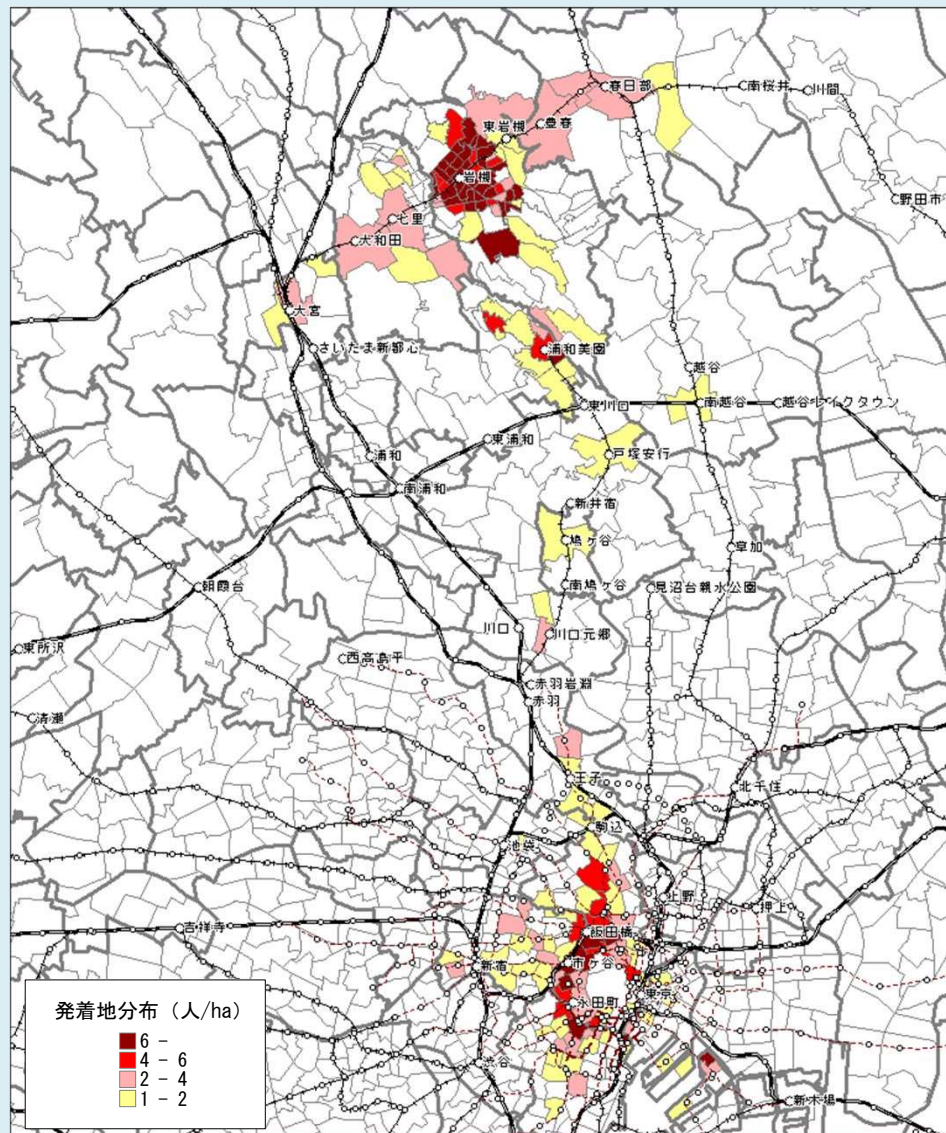 春日部
南桜井
川間
東岩槻
豊春
岩槻
野田市
七里
大和田
大宮
さいたま新都心
浦和美園
越谷
東川口
南越谷
越谷レイクタウン
東浦和
戸塚安行
浦和
南浦和
新井宿
鳩ヶ谷
草加
朝霞台
南鳩ヶ谷
見沼台親水公園
川口
川口元郷
東所沢
西高島平
赤羽岩淵
赤羽
清瀬
王子
北千住
駒込
池袋
上野
押上
吉祥寺
飯田橋
新宿
市ヶ谷
永田町
東京
渋谷
新木場
発着地分布 (人/ha)
6 -
4 - 6
2 - 4
1 - 2